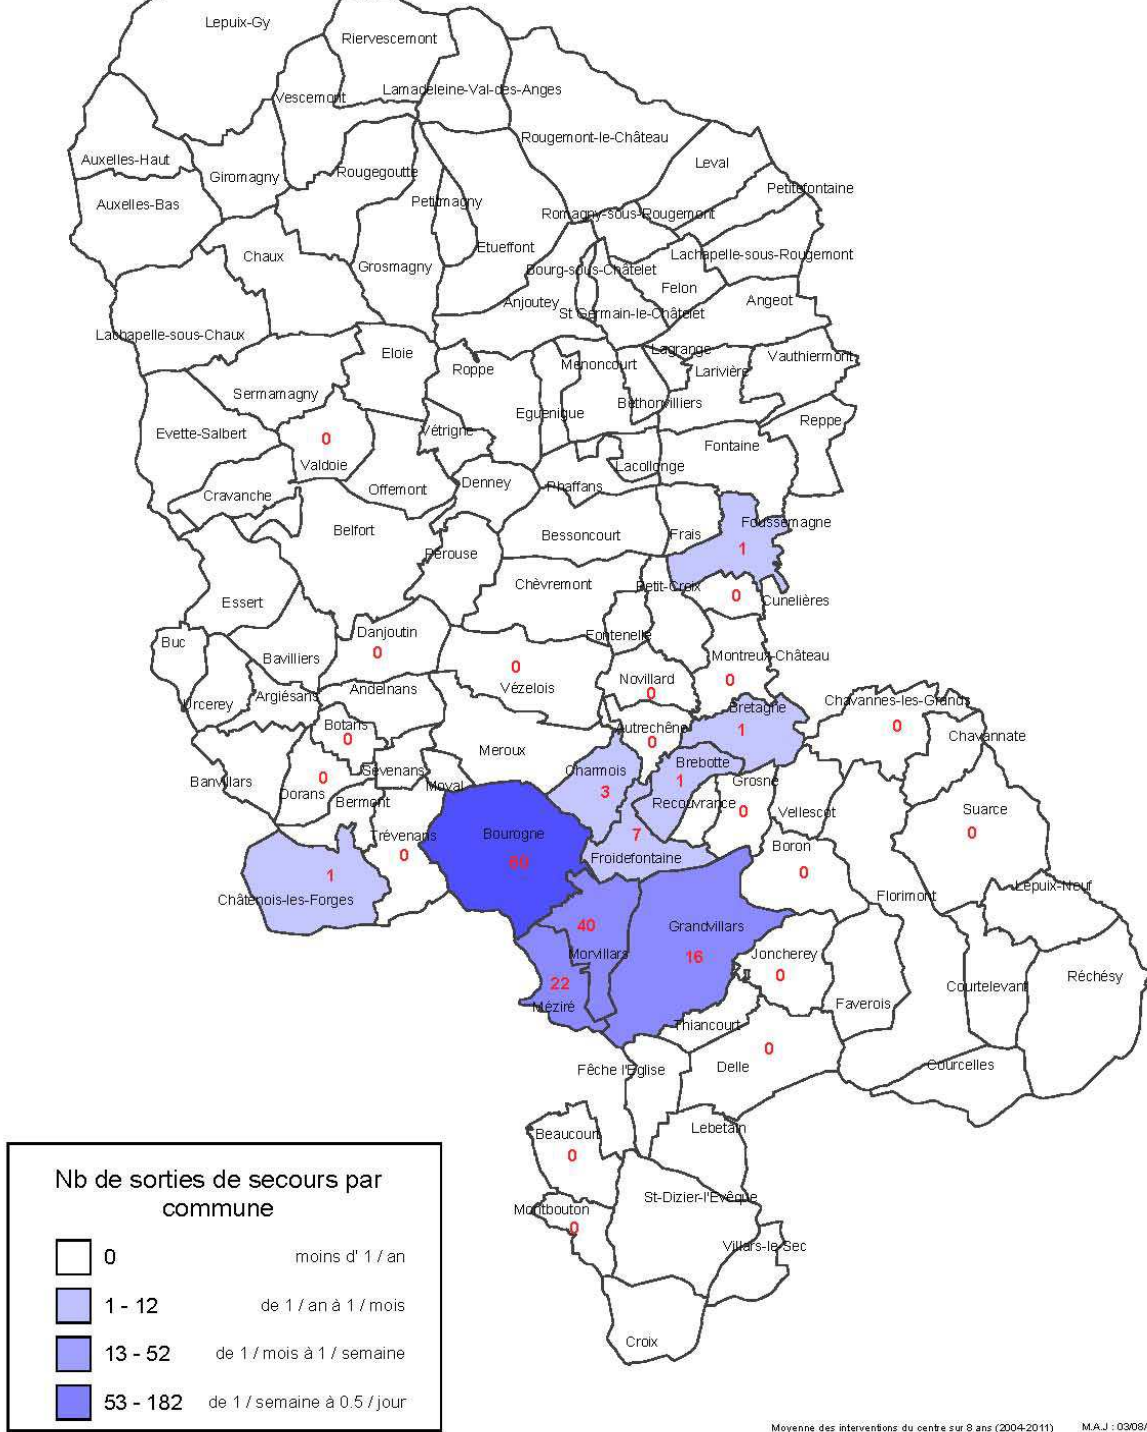 Lepuix-Gy
Riervescemont
Lamadeleine-Val-des-Anges
Vescemont
Rougemont-le-Château
Auxelles-Haut
Leval
Giromagny
Rougegoutte
Petitefontaine
Auxelles-Bas
Petitmagny
Romagny-sous-Rougemont
Etueffont
Chaux
Grosmagny
Lachapelle-sous-Rougemont
Bourg-sous-Châtelet
Felon
Anjoutey
Angeot
St Germain-le-Châtelet
Lachapelle-sous-Chaux
Eloie
Lagrange
Vauthiermont
Roppe
Menoncourt
Larivière
Sermamagny
Eguenigue
Bethonvilliers
Reppe
Evette-Salbert
0
Vétrigne
Fontaine
Valdoie
Lacollonge
Offemont
Denney
Phaffans
Cravanche
Belfort
Foussemagne
Bessoncourt
Frais
1
Pérouse
Chèvremont
Petit-Croix
0
Cunelières
Essert
Danjoutin
Fontenelle
Buc
0
Bavilliers
Montreux-Château
0
Vézelois
Novillard
0
0
Andelnans
Argiésans
Urcerey
Chavannes-les-Grands
0
Bretagne
1
Botans
0
Autrechêne
0
Chavannate
Meroux
Banvillars
0
Dorans
Sévenans
Moval
Charmois
3
Brebotte
1
Grosne
0
Bermont
Recouvrance
Vellescot
Suarce
0
Trévenans
0
Bourogne
80
7
Froidefontaine
Boron
0
1
Châtenois-les-Forges
Florimont
Lepuix-Neuf
40
Morvillars
Grandvillars
16
Joncherey
0
22
Méziré
Faverois
Courtelevant
Réchésy
Thiancourt
0
Delle
Fêche l'Eglise
Courcelles
Beaucourt
0
Lebetain
St-Dizier-l'Evêque
Montbouton
0
Villars-le-Sec
Croix
Nb de sorties de secours par
commune
0 moins d' 1 / an
1 - 12 de 1 / an à 1 / mois
13 - 52 de 1 / mois à 1 / semaine
53 - 182 de 1 / semaine à 0.5 / jour
Moyenne des interventions du centre sur 8 ans (2004-2011) M.A.J : 03/08/